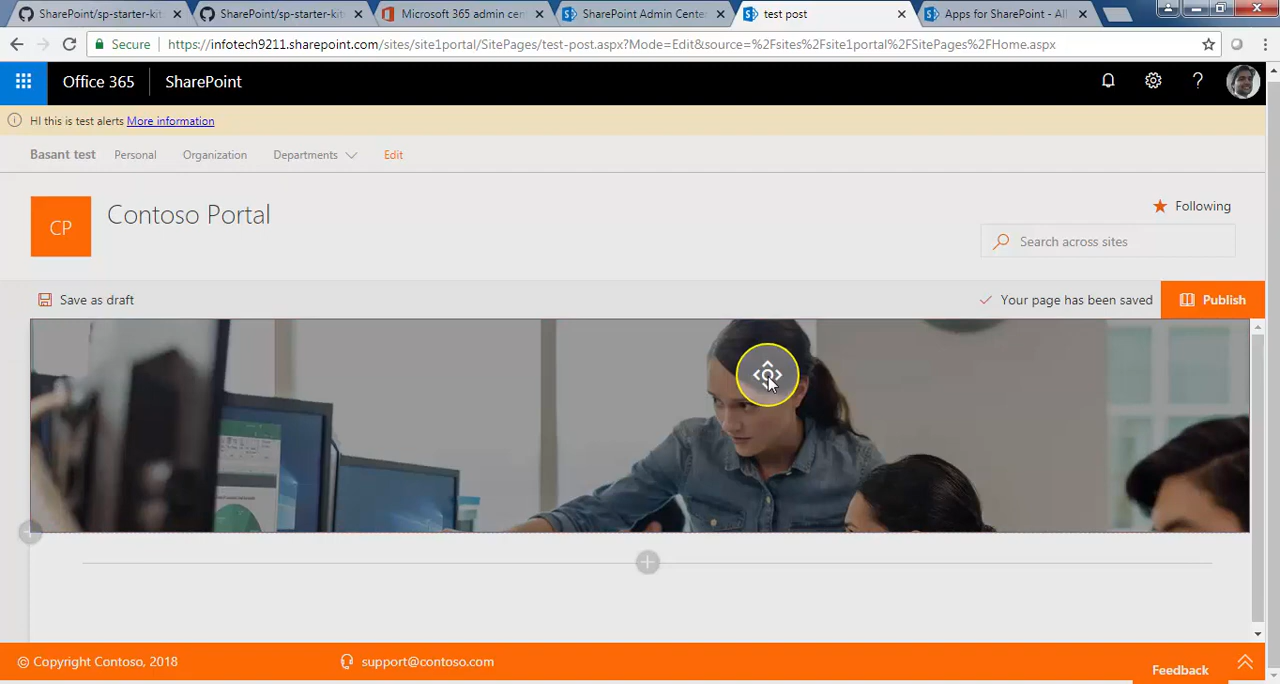 SharePoint/sp-starter-kit
SharePoint/sp-starter-kit
Microsoft 365 admin cen
SharePoint Admin Center
test post
Apps for SharePoint - All
Secure
https://infotech9211.sharepoint.com/sites/site1portal/SitePages/test-post.aspx?Mode=Edit&source=%2Fsites%2Fsite1portal%2FSitePages%2FHome.aspx
Office 365
SharePoint
HI this is test alerts More information
Basant test
Personal
Organization
Departments
Edit
CP
Contoso Portal
Following
Search across sites
Save as draft
Your page has been saved
Publish
© Copyright Contoso, 2018
support@contoso.com
Feedback